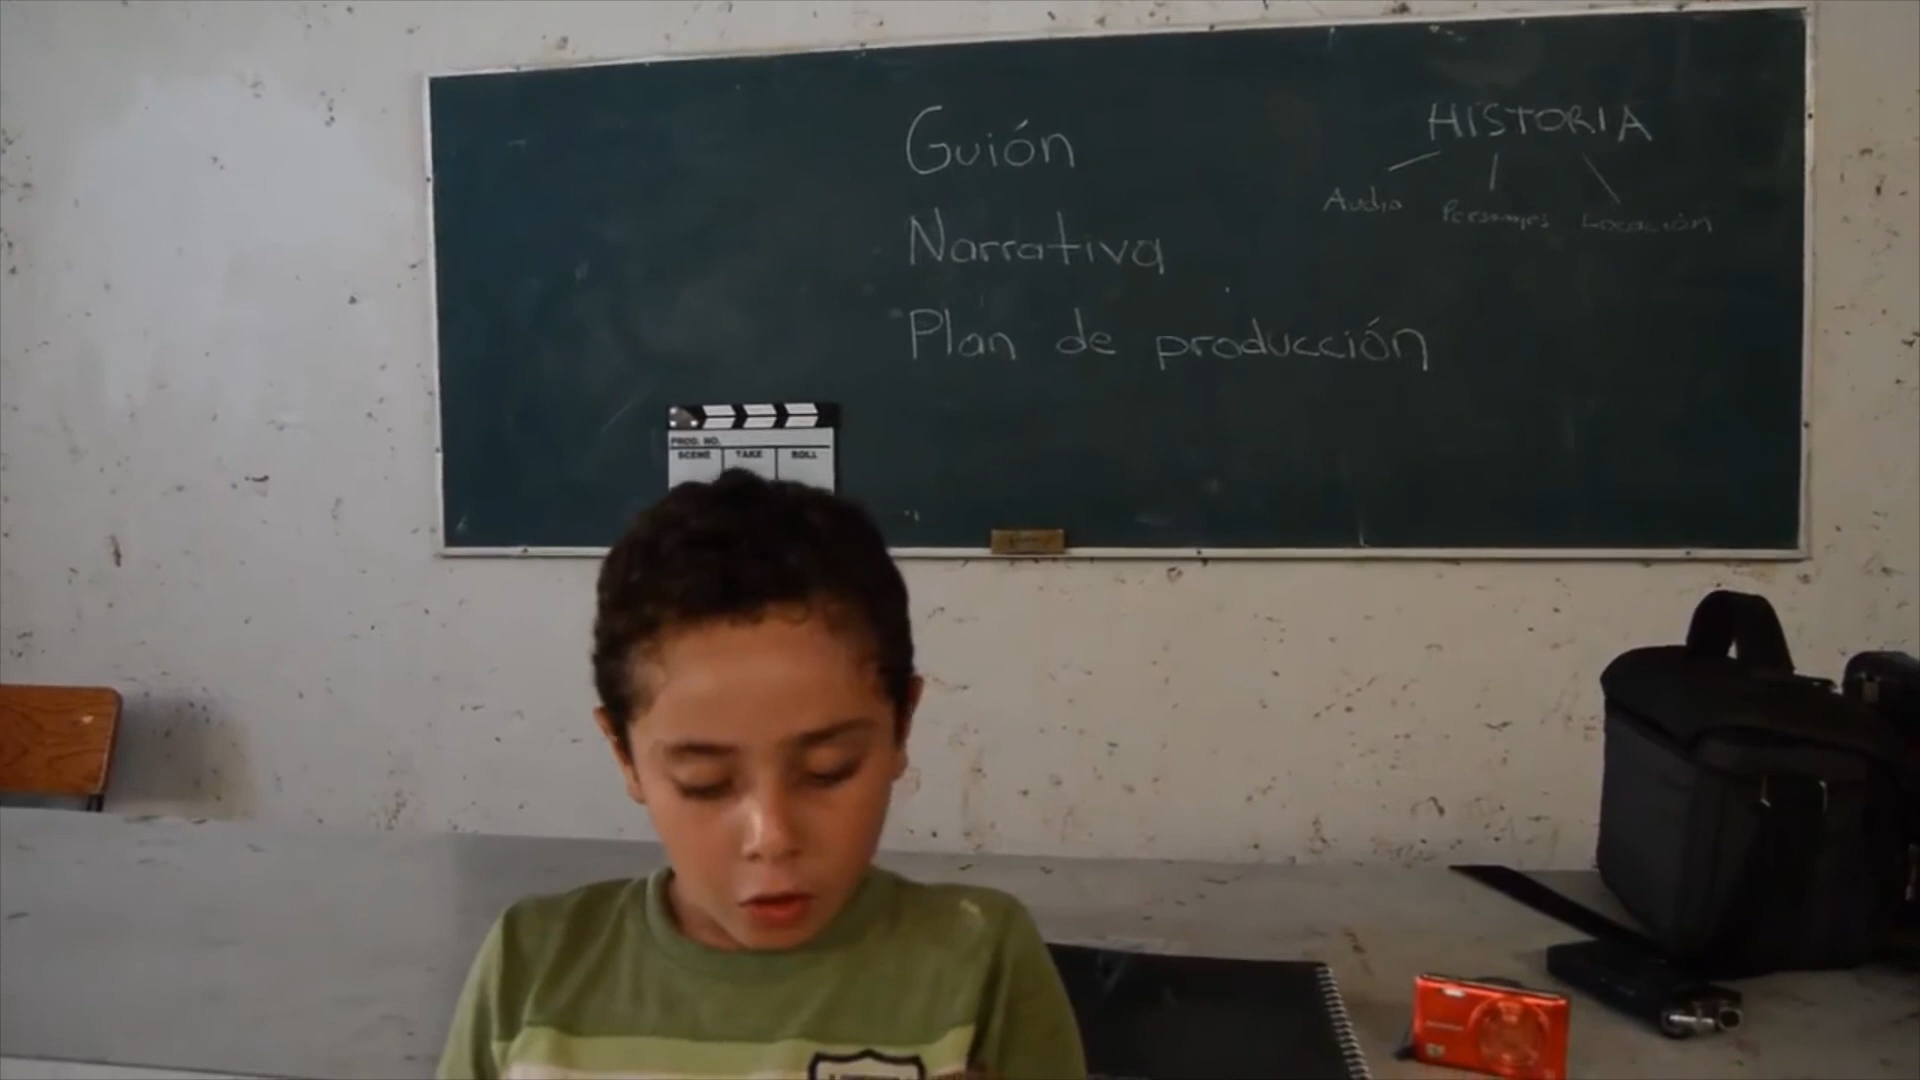 Guión
Narrativa
Plan de producción
HISTORIA
Audio Personajes Locación
PROD. NO.
SCENE TAKE ROLL